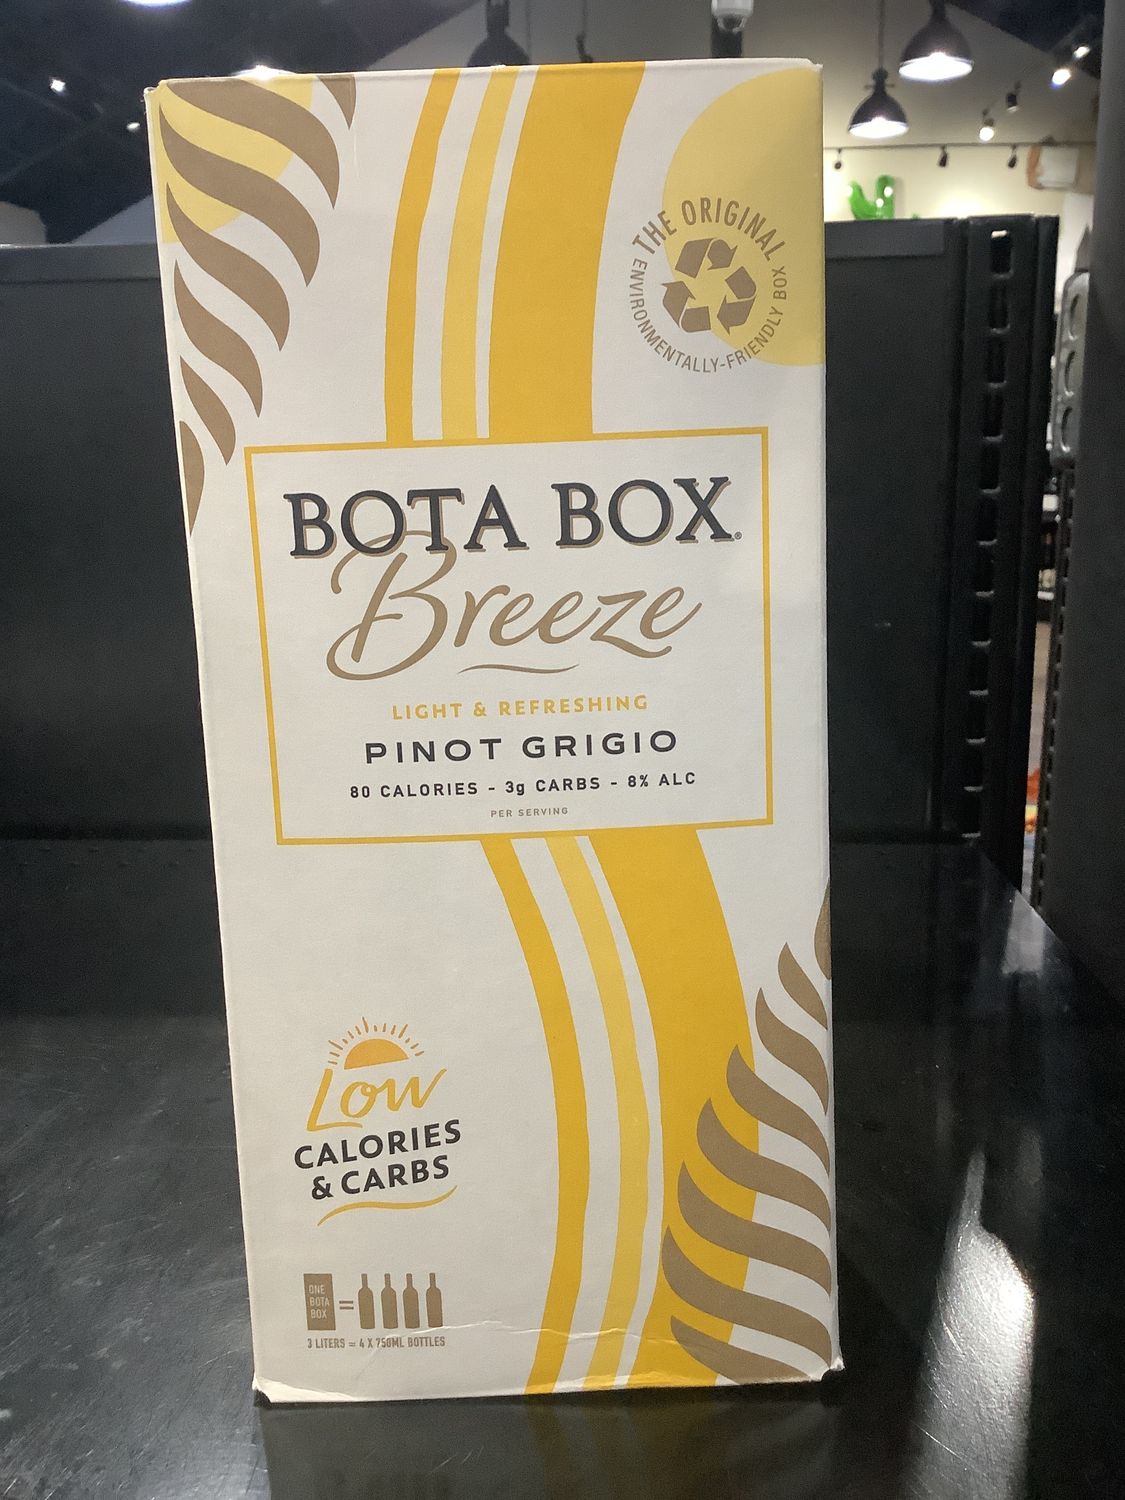 THE ORIGINAL
ENVIRONMENTALLY-FRIENDLY BOX
BOTA BOX®
Breeze
LIGHT & REFRESHING
PINOT GRIGIO
80 CALORIES - 3g CARBS - 8% ALC
PER SERVING
Low
CALORIES
& CARBS
ONE
BOTA
BOX
=
3 LITERS = 4 X 750ML BOTTLES